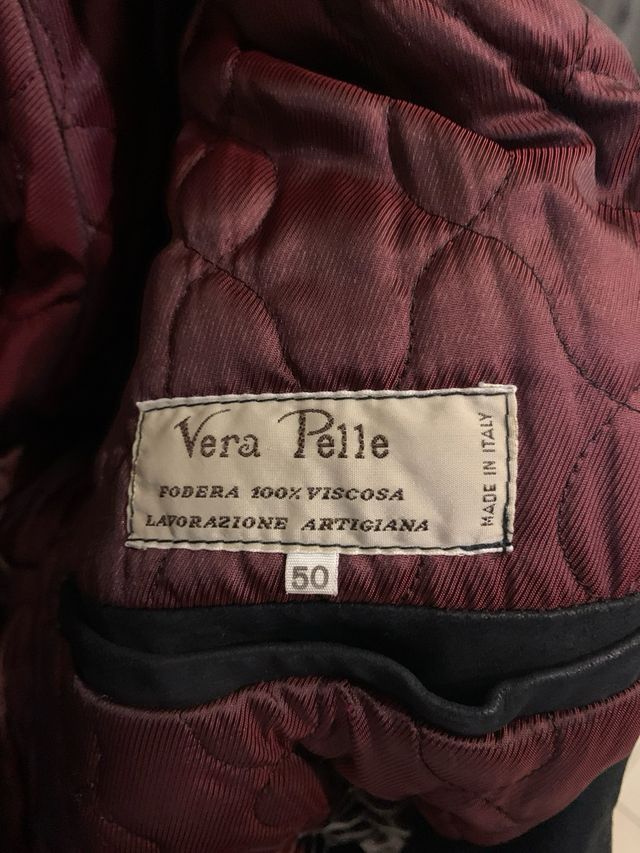 Vera Pelle
FODERA 100% VISCOSA
LAVORAZIONE ARTIGIANA
MADE IN ITALY
50